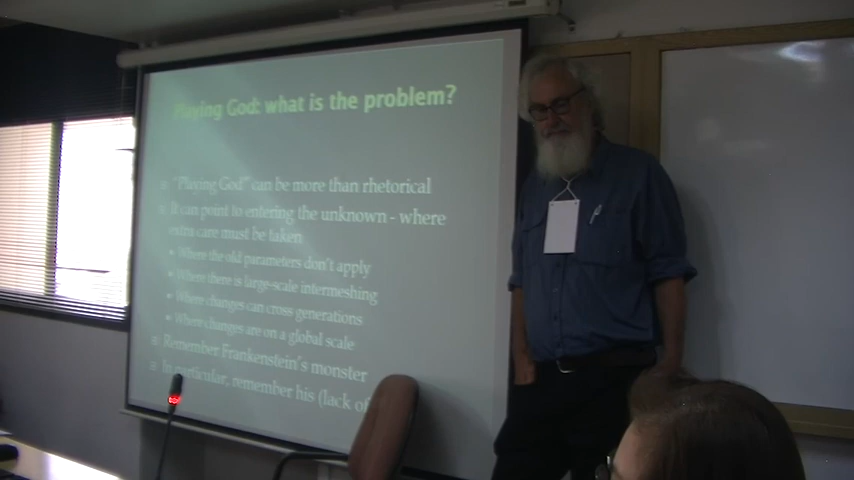 Playing God: what is the problem?
"Playing God" can be more than rhetorical
It can point to entering the unknown - where
extra care must be taken
Where the old parameters don't apply
Where there is large-scale intermeshing
Where changes can cross generations
Where changes are on a global scale
Remember Frankenstein's monster
In particular, remember his (lack of